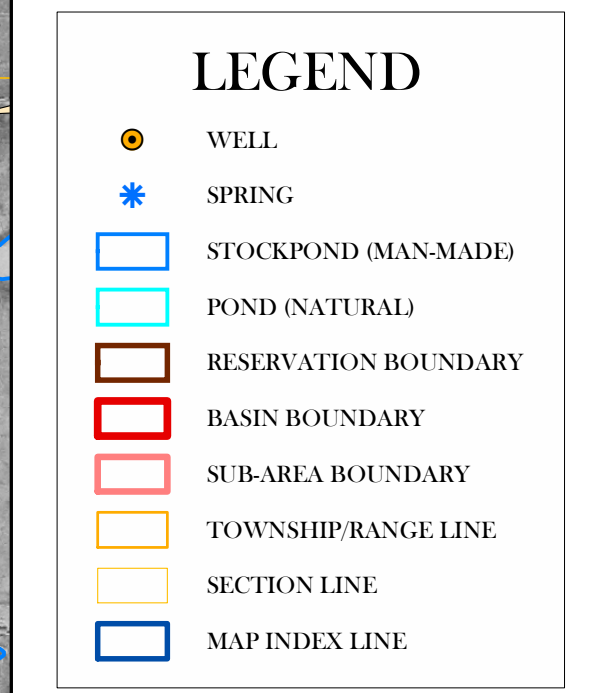 LEGEND
WELL
SPRING
STOCKPOND (MAN-MADE)
POND (NATURAL)
RESERVATION BOUNDARY
BASIN BOUNDARY
SUB-AREA BOUNDARY
TOWNSHIP/RANGE LINE
SECTION LINE
MAP INDEX LINE